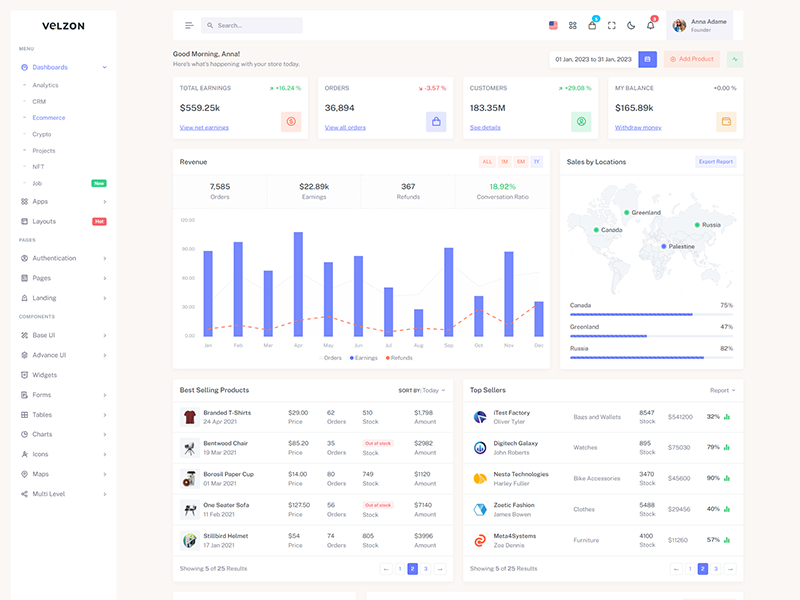 VELZON
MENU
Dashboards
Analytics
CRM
Ecommerce
Crypto
Projects
NFT
Job New
Apps
Layouts Hot
PAGES
Authentication
Pages
Landing
COMPONENTS
Base UI
Advance UI
Widgets
Forms
Tables
Charts
Icons
Maps
Multi Level
Search...
Anna Adame
Founder
Good Morning, Anna!
Here's what's happening with your store today.
01 Jan, 2023 to 31 Jan, 2023
Add Product
TOTAL EARNINGS +16.24 %
$559.25k
View net earnings
ORDERS -3.57 %
36,894
View all orders
CUSTOMERS +29.08 %
183.35M
See details
MY BALANCE +0.00 %
$165.89k
Withdraw money
Revenue
ALL 1M 6M 1Y
7,585 $22.89k 367 18.92%
Orders Earnings Refunds Conversation Ratio
120.00
90.00
60.00
30.00
0.00
Jan Feb Mar Apr May Jun Jul Aug Sep Oct Nov Dec
Orders Earnings Refunds
Sales by Locations Export Report
Greenland
Canada
Russia
Palestine
Canada 75%
Greenland 47%
Russia 82%
Best Selling Products SORT BY: Today
Branded T-Shirts $29.00 62 510 $1,798
24 Apr 2021 Price Orders Stock Amount
Bentwood Chair $85.20 35 Out of stock $2982
19 Mar 2021 Price Orders Stock Amount
Borosil Paper Cup $14.00 80 749 $1120
01 Mar 2021 Price Orders Stock Amount
One Seater Sofa $127.50 56 Out of stock $7140
11 Feb 2021 Price Orders Stock Amount
Stillbird Helmet $54 74 805 $3996
17 Jan 2021 Price Orders Stock Amount
Showing 5 of 25 Results
← 1 2 3 →
Top Sellers Report
iTest Factory Bags and Wallets 8547 $541200 32%
Oliver Tyler Stock
Digitech Galaxy Watches 895 $75030 79%
John Roberts Stock
Nesta Technologies Bike Accessories 3470 $45600 90%
Harley Fuller Stock
Zoetic Fashion Clothes 5488 $29456 40%
James Bowen Stock
Meta4Systems Furniture 4100 $11260 57%
Zoe Dennis Stock
Showing 5 of 25 Results
← 1 2 3 →